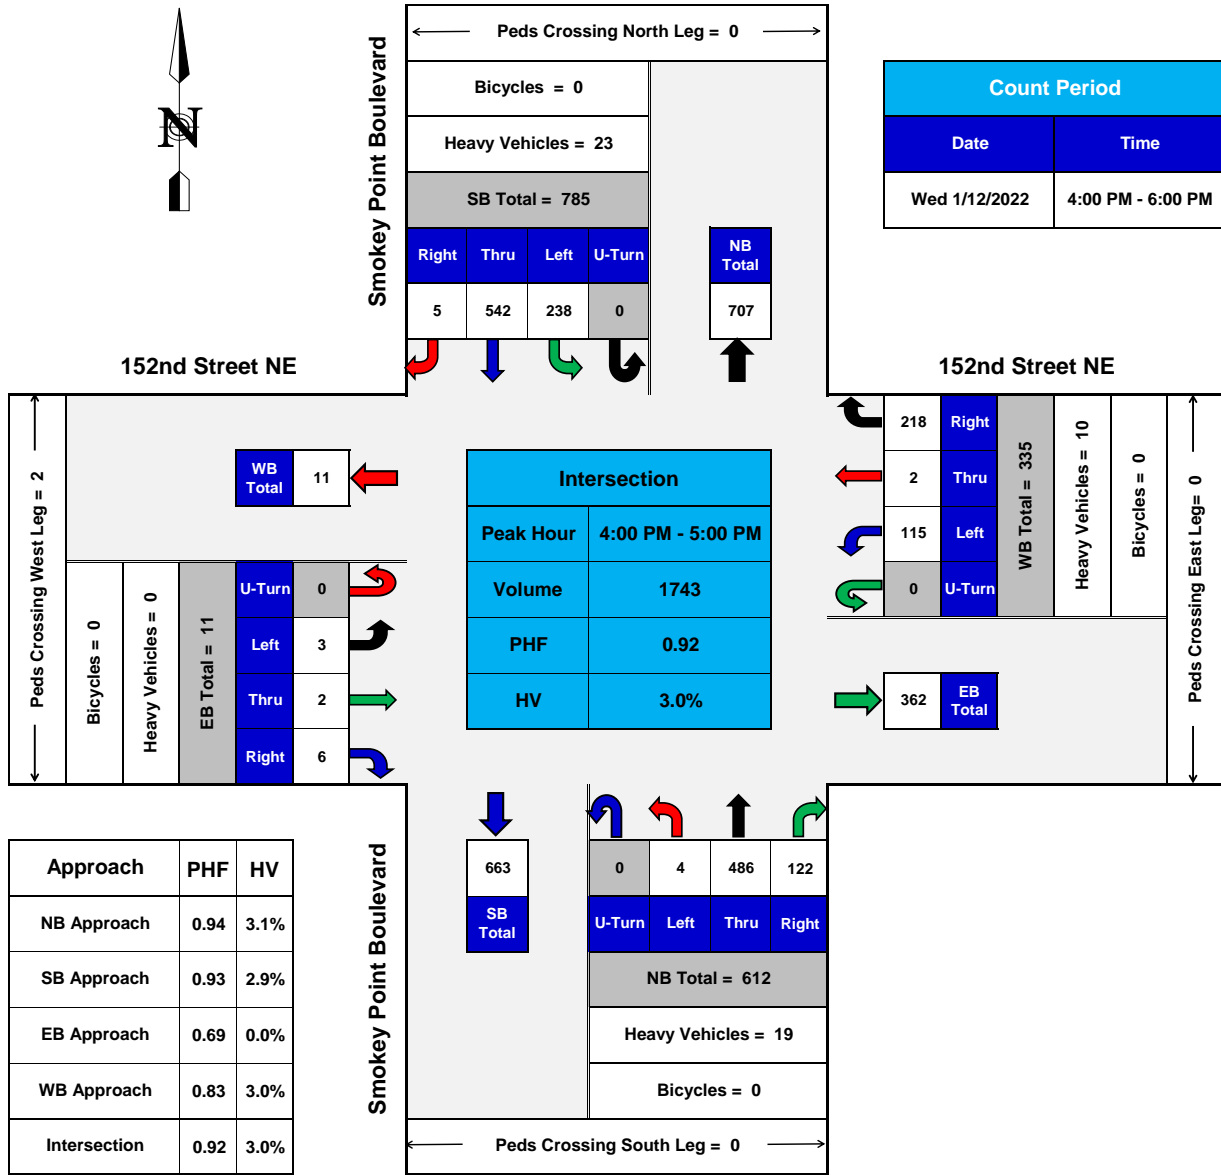 Peds Crossing North Leg = 0
N
Smokey Point Boulevard
Bicycles = 0
Heavy Vehicles = 23
SB Total = 785
Right Thru Left U-Turn
5 542 238 0
NB Total
707
Count Period
Date Time
Wed 1/12/2022 4:00 PM - 6:00 PM
152nd Street NE
152nd Street NE
Peds Crossing West Leg = 2
WB Total 11
Bicycles = 0
Heavy Vehicles = 0
EB Total = 11
U-Turn 0
Left 3
Thru 2
Right 6
Intersection
Peak Hour 4:00 PM - 5:00 PM
Volume 1743
PHF 0.92
HV 3.0%
218 Right
2 Thru
115 Left
0 U-Turn
WB Total = 335
Heavy Vehicles = 10
Bicycles = 0
Peds Crossing East Leg= 0
362 EB Total
Approach PHF HV
NB Approach 0.94 3.1%
SB Approach 0.93 2.9%
EB Approach 0.69 0.0%
WB Approach 0.83 3.0%
Intersection 0.92 3.0%
Smokey Point Boulevard
663
SB Total
0 4 486 122
U-Turn Left Thru Right
NB Total = 612
Heavy Vehicles = 19
Bicycles = 0
Peds Crossing South Leg = 0